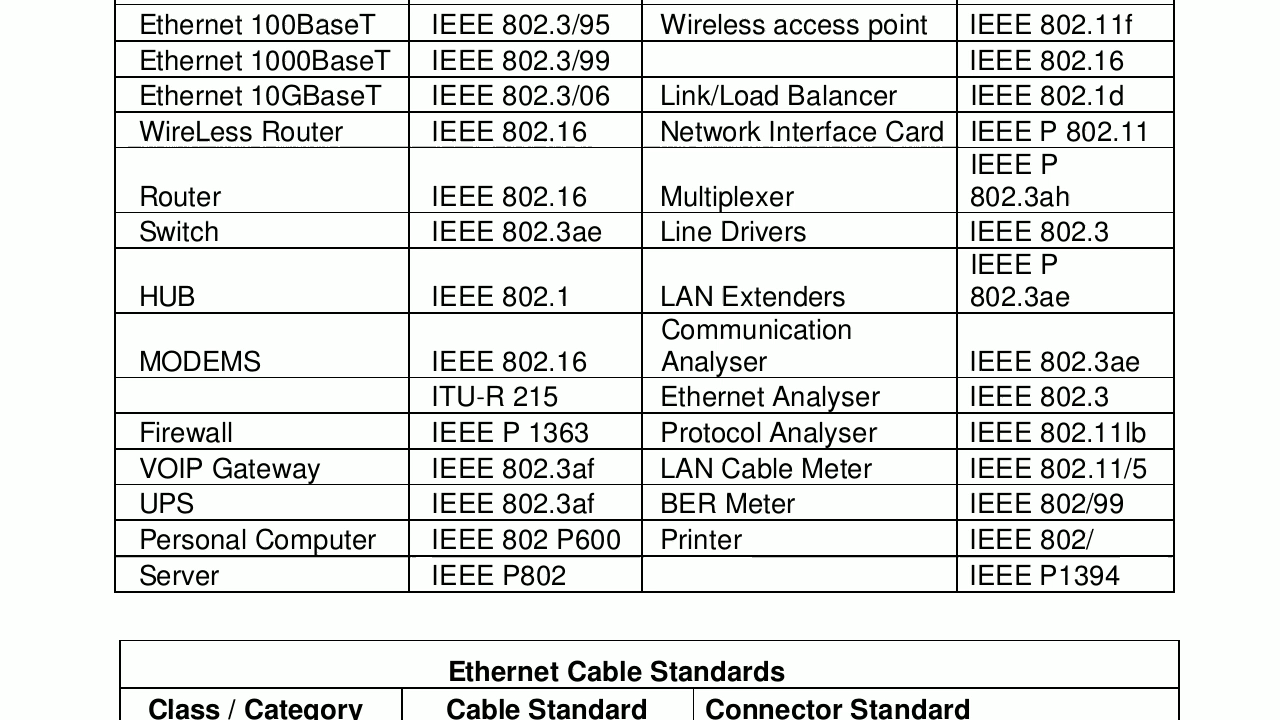 Ethernet 100BaseT IEEE 802.3/95 Wireless access point IEEE 802.11f
Ethernet 1000BaseT IEEE 802.3/99 IEEE 802.16
Ethernet 10GBaseT IEEE 802.3/06 Link/Load Balancer IEEE 802.1d
WireLess Router IEEE 802.16 Network Interface Card IEEE P 802.11
IEEE P
Router IEEE 802.16 Multiplexer 802.3ah
Switch IEEE 802.3ae Line Drivers IEEE 802.3
IEEE P
HUB IEEE 802.1 LAN Extenders 802.3ae
Communication
MODEMS IEEE 802.16 Analyser IEEE 802.3ae
ITU-R 215 Ethernet Analyser IEEE 802.3
Firewall IEEE P 1363 Protocol Analyser IEEE 802.11lb
VOIP Gateway IEEE 802.3af LAN Cable Meter IEEE 802.11/5
UPS IEEE 802.3af BER Meter IEEE 802/99
Personal Computer IEEE 802 P600 Printer IEEE 802/
Server IEEE P802 IEEE P1394
Ethernet Cable Standards
Class / Category Cable Standard Connector Standard